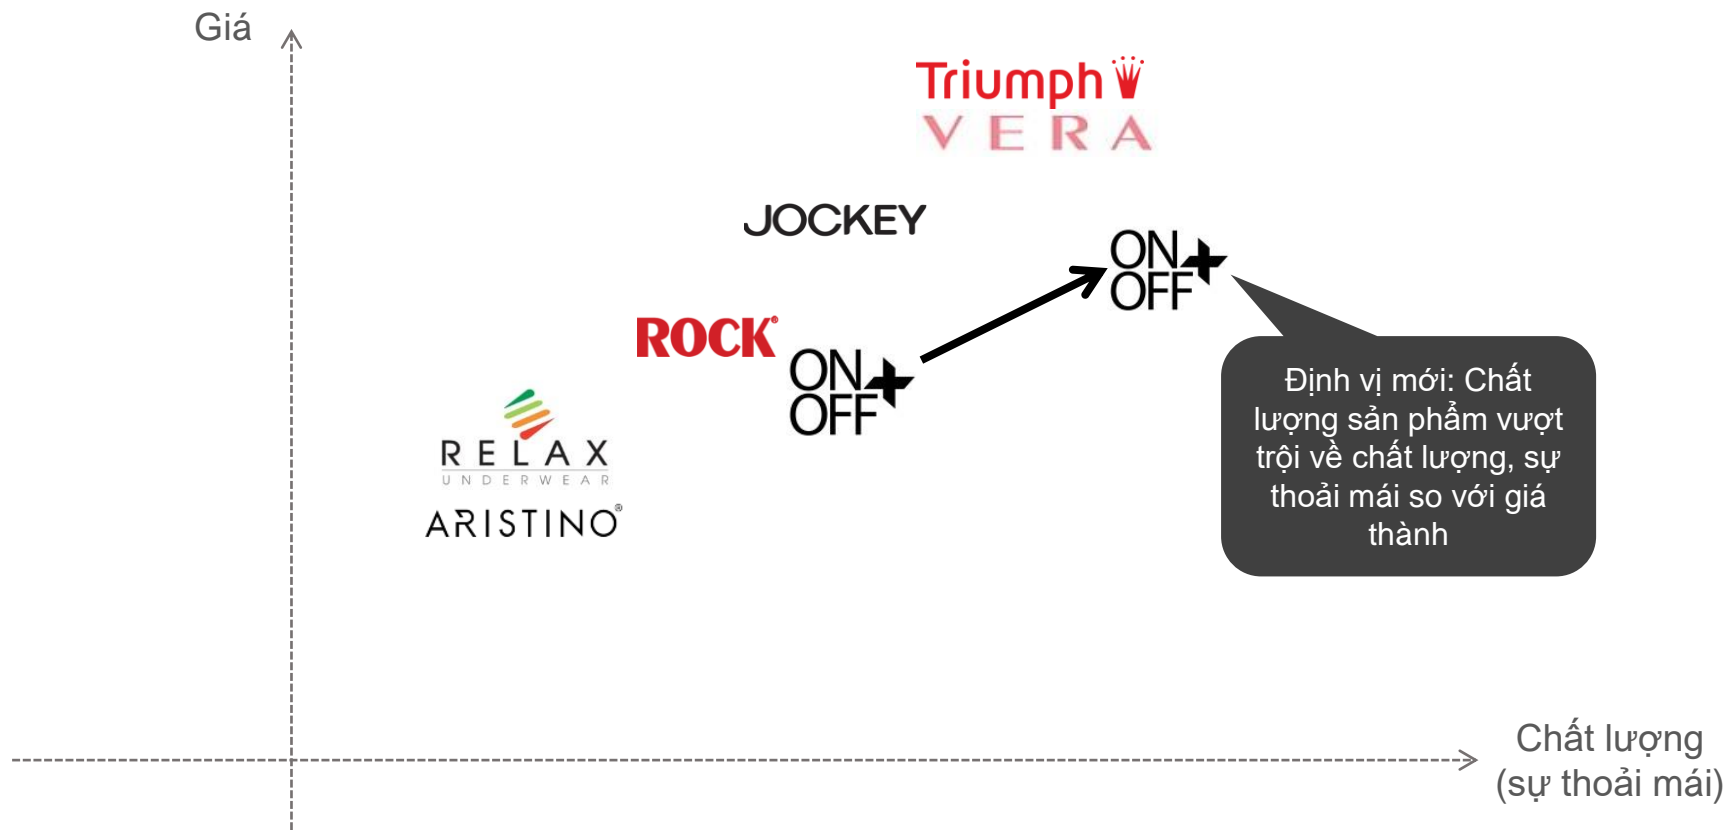 Giá
Triumph
VERA
JOCKEY
ON
OFF
ROCK®
ON
OFF
RELAX
UNDERWEAR
ARISTINO®
Định vị mới: Chất
lượng sản phẩm vượt
trội về chất lượng, sự
thoải mái so với giá
thành
Chất lượng
(sự thoải mái)